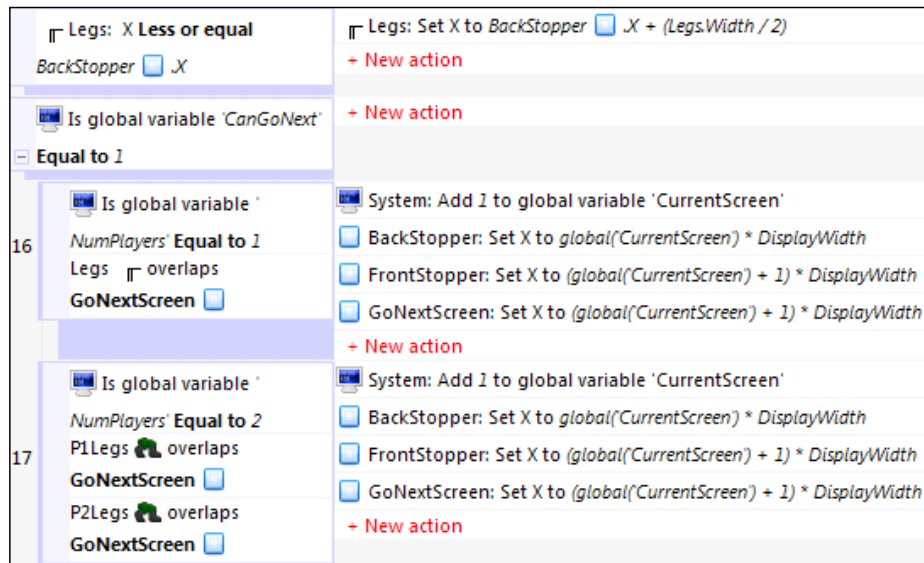 Legs: X Less or equal
BackStopper .X
Legs: Set X to BackStopper .X + (Legs.Width / 2)
+ New action
Is global variable 'CanGoNext'
Equal to 1
+ New action
16
Is global variable '
NumPlayers' Equal to 1
Legs overlaps
GoNextScreen
System: Add 1 to global variable 'CurrentScreen'
BackStopper: Set X to global('CurrentScreen') * DisplayWidth
FrontStopper: Set X to (global('CurrentScreen') + 1) * DisplayWidth
GoNextScreen: Set X to (global('CurrentScreen') + 1) * DisplayWidth
+ New action
17
Is global variable '
NumPlayers' Equal to 2
P1Legs overlaps
GoNextScreen
P2Legs overlaps
GoNextScreen
System: Add 1 to global variable 'CurrentScreen'
BackStopper: Set X to global('CurrentScreen') * DisplayWidth
FrontStopper: Set X to (global('CurrentScreen') + 1) * DisplayWidth
GoNextScreen: Set X to (global('CurrentScreen') + 1) * DisplayWidth
+ New action